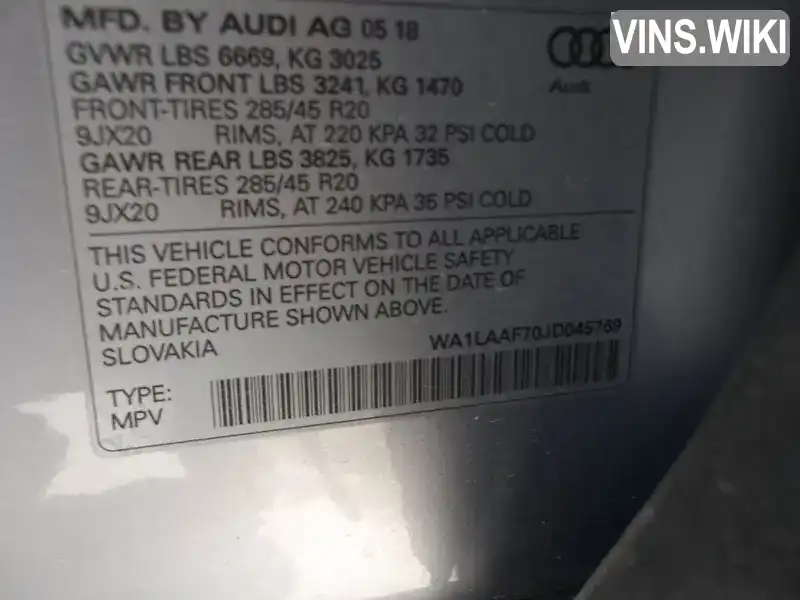 MFD. BY AUDI AG 05 18
GVWR LBS 6669, KG 3025
GAWR FRONT LBS 3241, KG 1470
FRONT-TIRES 285/45 R20
9JX20 RIMS, AT 220 KPA 32 PSI COLD
GAWR REAR LBS 3825, KG 1735
REAR-TIRES 285/45 R20
9JX20 RIMS, AT 240 KPA 35 PSI COLD
Audi
VINS.WIKI
THIS VEHICLE CONFORMS TO ALL APPLICABLE
U.S. FEDERAL MOTOR VEHICLE SAFETY
STANDARDS IN EFFECT ON THE DATE OF
MANUFACTURE SHOWN ABOVE.
SLOVAKIA
WA1LAAF70JD045769
TYPE:
MPV